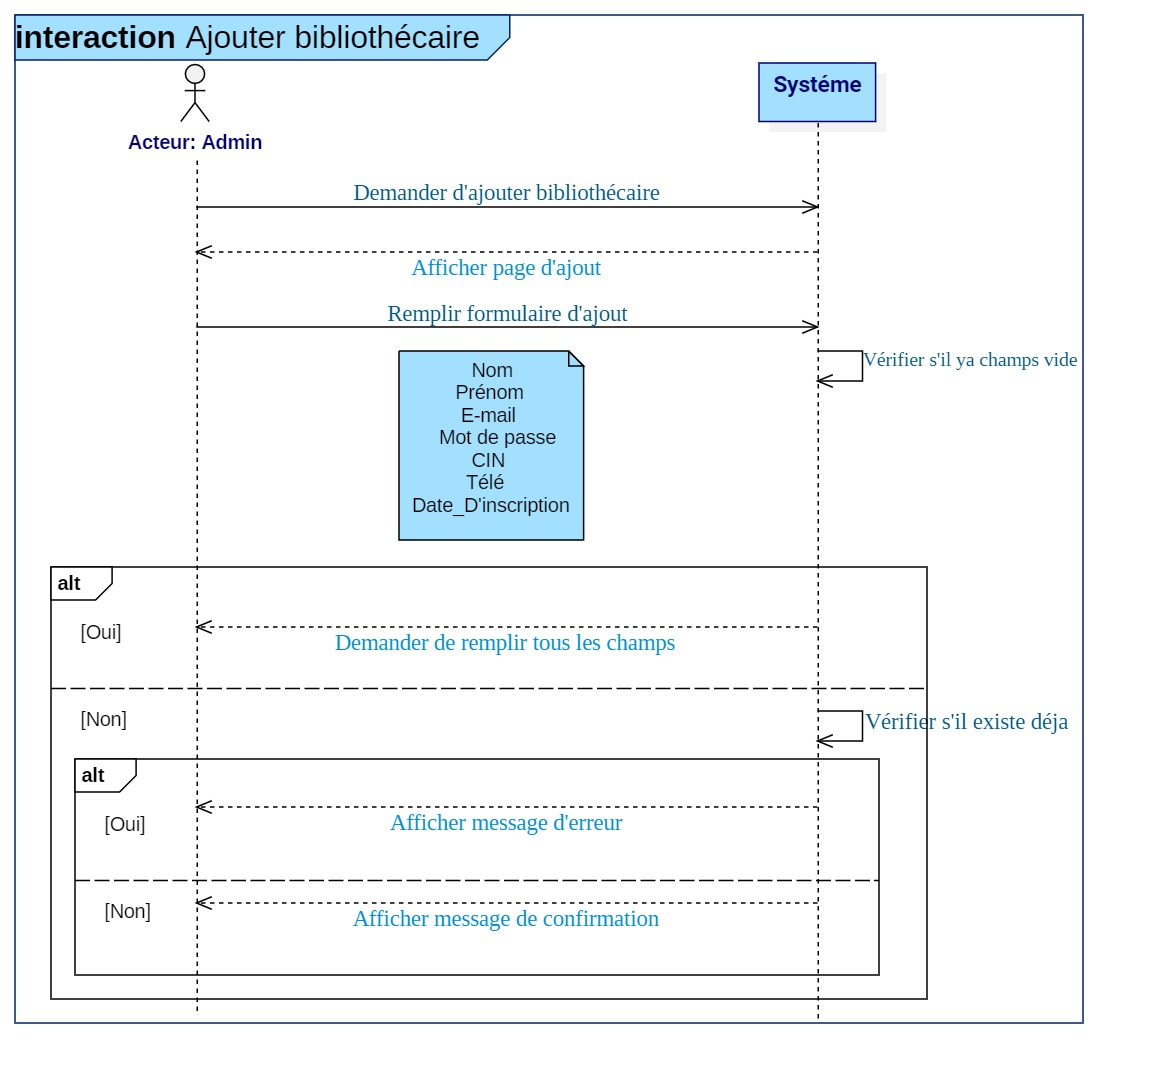 interaction Ajouter bibliothécaire
Systéme
Acteur: Admin
Demander d'ajouter bibliothécaire
Afficher page d'ajout
Remplir formulaire d'ajout
Vérifier s'il ya champs vide
Nom
Prénom
E-mail
Mot de passe
CIN
Télé
Date_D'inscription
alt
[Oui]
Demander de remplir tous les champs
[Non]
Vérifier s'il existe déja
alt
[Oui]
Afficher message d'erreur
[Non]
Afficher message de confirmation